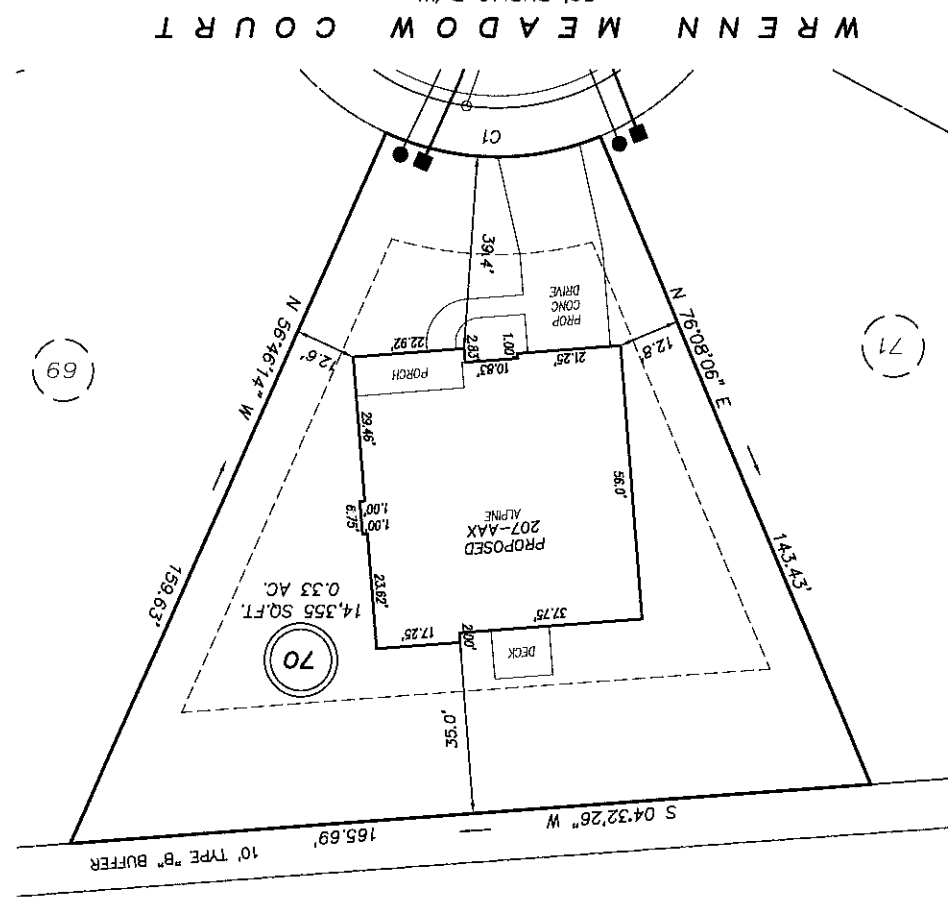 10' TYPE "B" BUFFER
165.69'
S 04°32'26" W
35.0'
70
14,355 SQ.FT.
0.33 AC.
DECK
17.25'
2.00'
37.75'
159.63'
143.43'
23.62'
PROPOSED
207-AAX
ALPINE
56.0'
1.00'
6.75'
1.00'
29.46'
PORCH
22.92'
2.83'
10.83'
1.00'
21.25'
12.6'
12.8'
N 56°46'14" W
N 76°08'06" E
69
71
PROP
CONC
DRIVE
39.4'
C1
WRENN MEADOW COURT